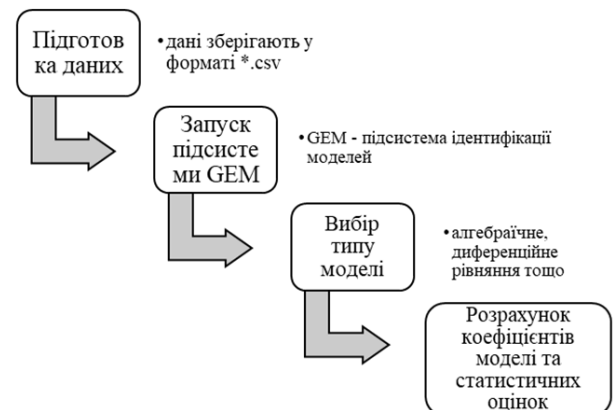 Підготов
ка даних
•дані зберігають у
форматі *.csv
Запуск
підсисте
ми GEM
•GEM - підсистема ідентифікації
моделей
Вибір
типу
моделі
•алгебраїчне,
диференційне
рівняння тощо
Розрахунок
коефіцієнтів
моделі та
статистичних
оцінок